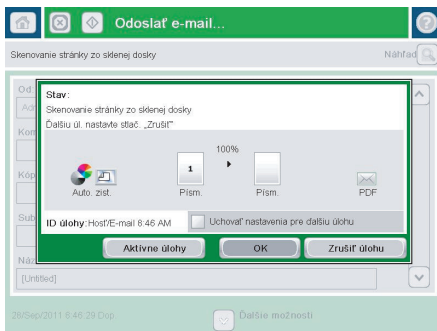 Odoslať e-mail...
Skenovanie stránky zo sklenej dosky
Náhľad
Od:
Stav:
Skenovanie stránky zo sklenej dosky
Ďalšiu úl. nastavte stlač. „Zrušiť"
100%
1
Auto. zist.
Písm.
Písm.
PDF
ID úlohy: Hosť/E-mail 8:46 AM
Uchovať nastavenia pre ďalšiu úlohu
Aktívne úlohy
OK
Zrušiť úlohu
[Untitled]
26/Sep/2011 8:46:29 Dop.
Ďalšie možnosti